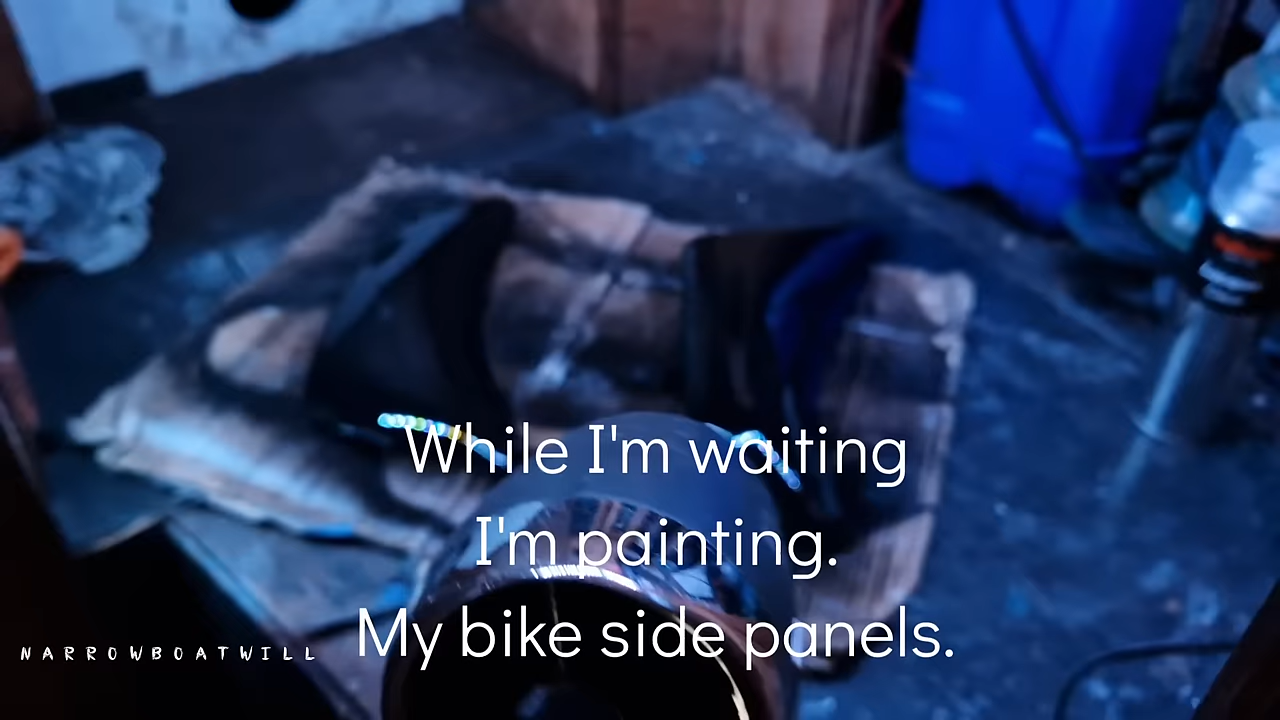 While I'm waiting
I'm painting.
My bike side panels.
NARROWBOATWILL